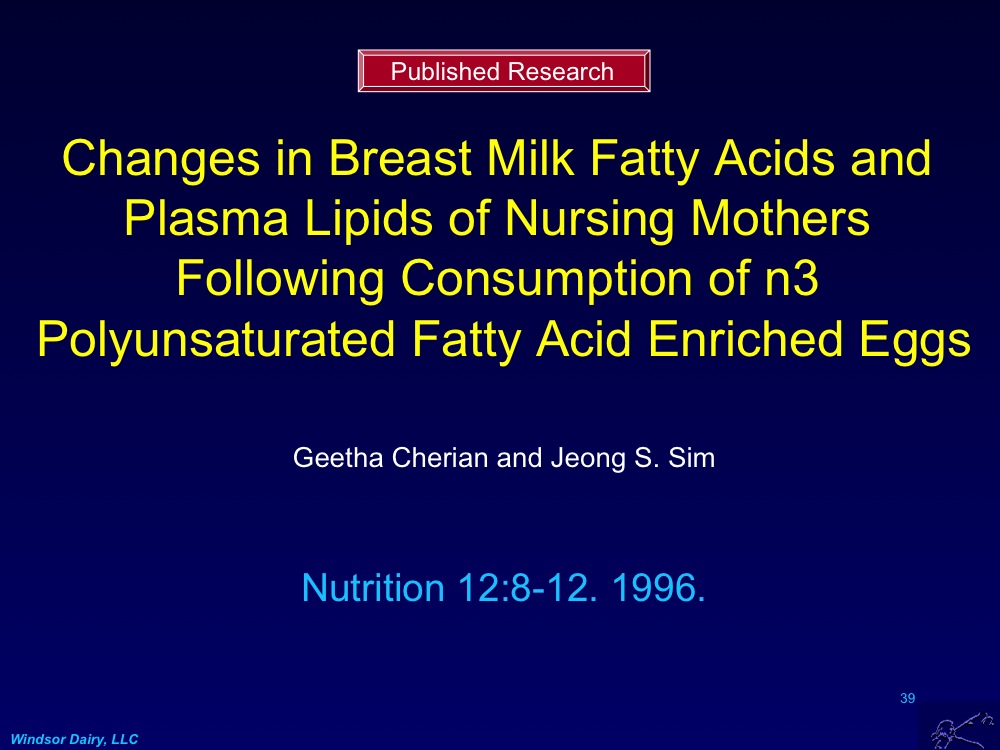 Published Research
Changes in Breast Milk Fatty Acids and
Plasma Lipids of Nursing Mothers
Following Consumption of n3
Polyunsaturated Fatty Acid Enriched Eggs
Geetha Cherian and Jeong S. Sim
Nutrition 12:8-12. 1996.
39
Windsor Dairy, LLC